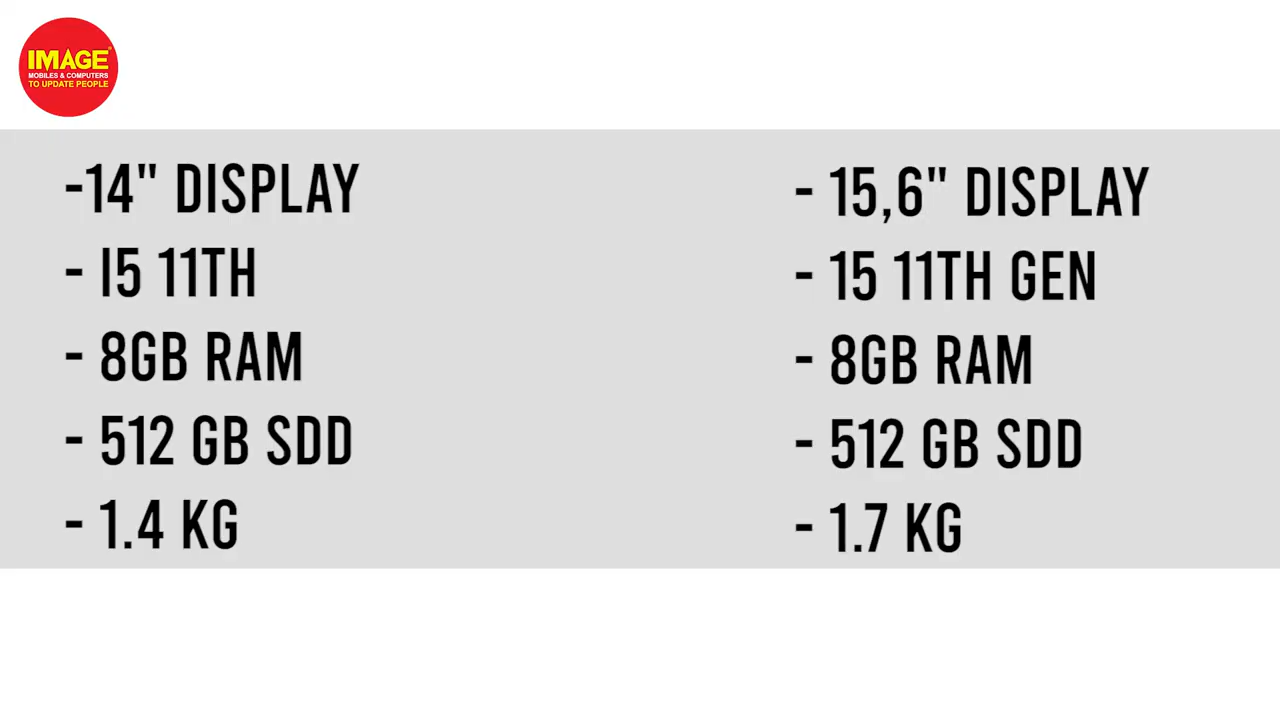 IMAGE
MOBILES & COMPUTERS
TO UPDATE PEOPLE
-14" DISPLAY
- I5 11TH
- 8GB RAM
- 512 GB SDD
- 1.4 KG
- 15,6" DISPLAY
- 15 11TH GEN
- 8GB RAM
- 512 GB SDD
- 1.7 KG